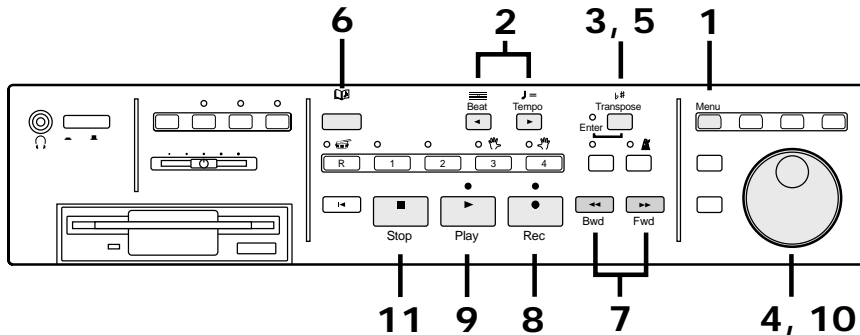 6 2 3, 5 1
Beat Tempo Transpose Menu
Enter
R 1 2 3 4
Stop Play Rec Bwd Fwd
11 9 8 7 4, 10